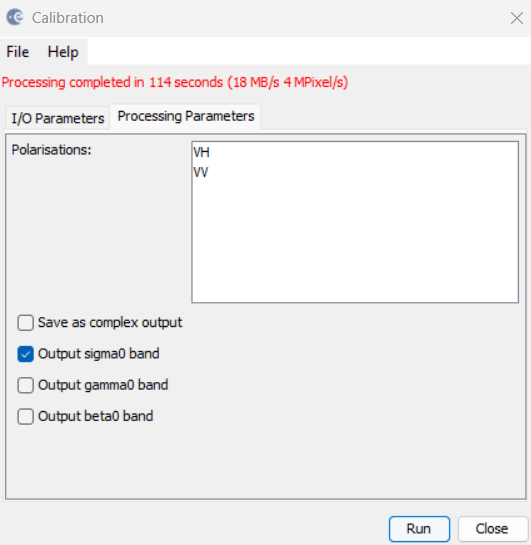 Calibration
File Help
Processing completed in 114 seconds (18 MB/s 4 MPixel/s)
I/O Parameters Processing Parameters
Polarisations:
VH
VV
Save as complex output
Output sigma0 band
Output gamma0 band
Output beta0 band
Run Close